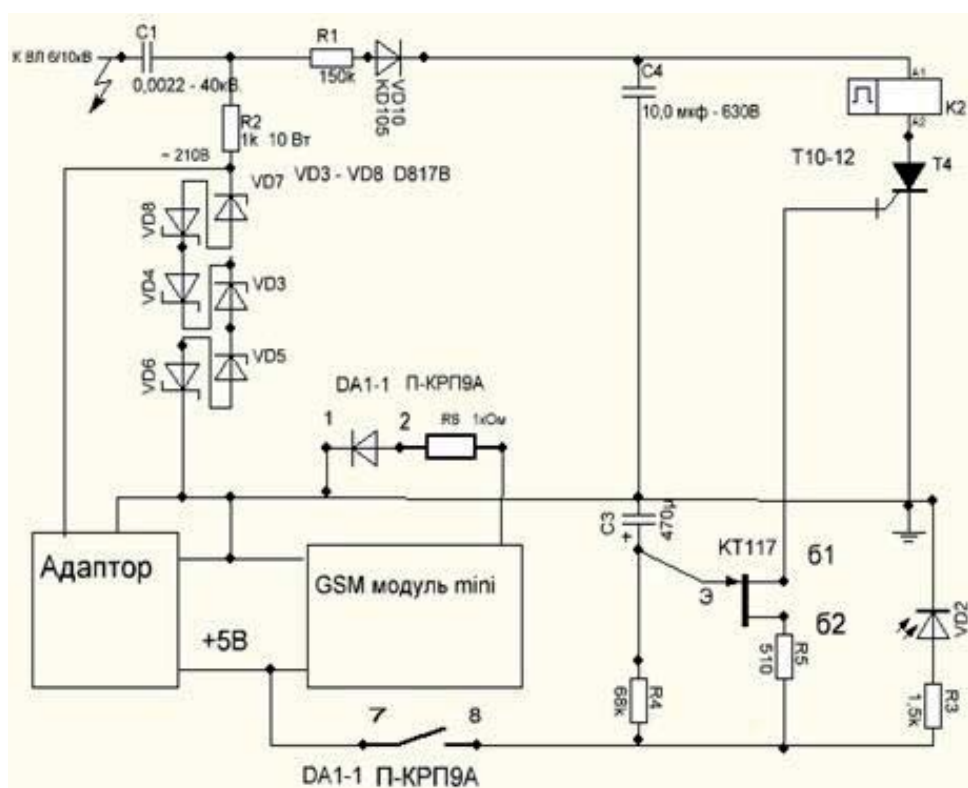 К ВЛ 6/10кВ
C1
0,0022 - 40кВ.
R1
150k
VD10
KD105
C4
10,0 мкф - 630В
A1
K2
A2
R2
1k 10 Вт
~ 210В
VD7
VD3 - VD8 D817B
T10-12
T4
VD8
VD4
VD3
VD6
VD5
DA1-1 П-КРП9А
1
2
R6 1кОм
C3
+
470µ
КТ117
б1
Э
б2
Адаптор
GSM модуль mini
+5В
VD2
R5
510
R4
68k
R3
1,5k
7
8
DA1-1 П-КРП9А